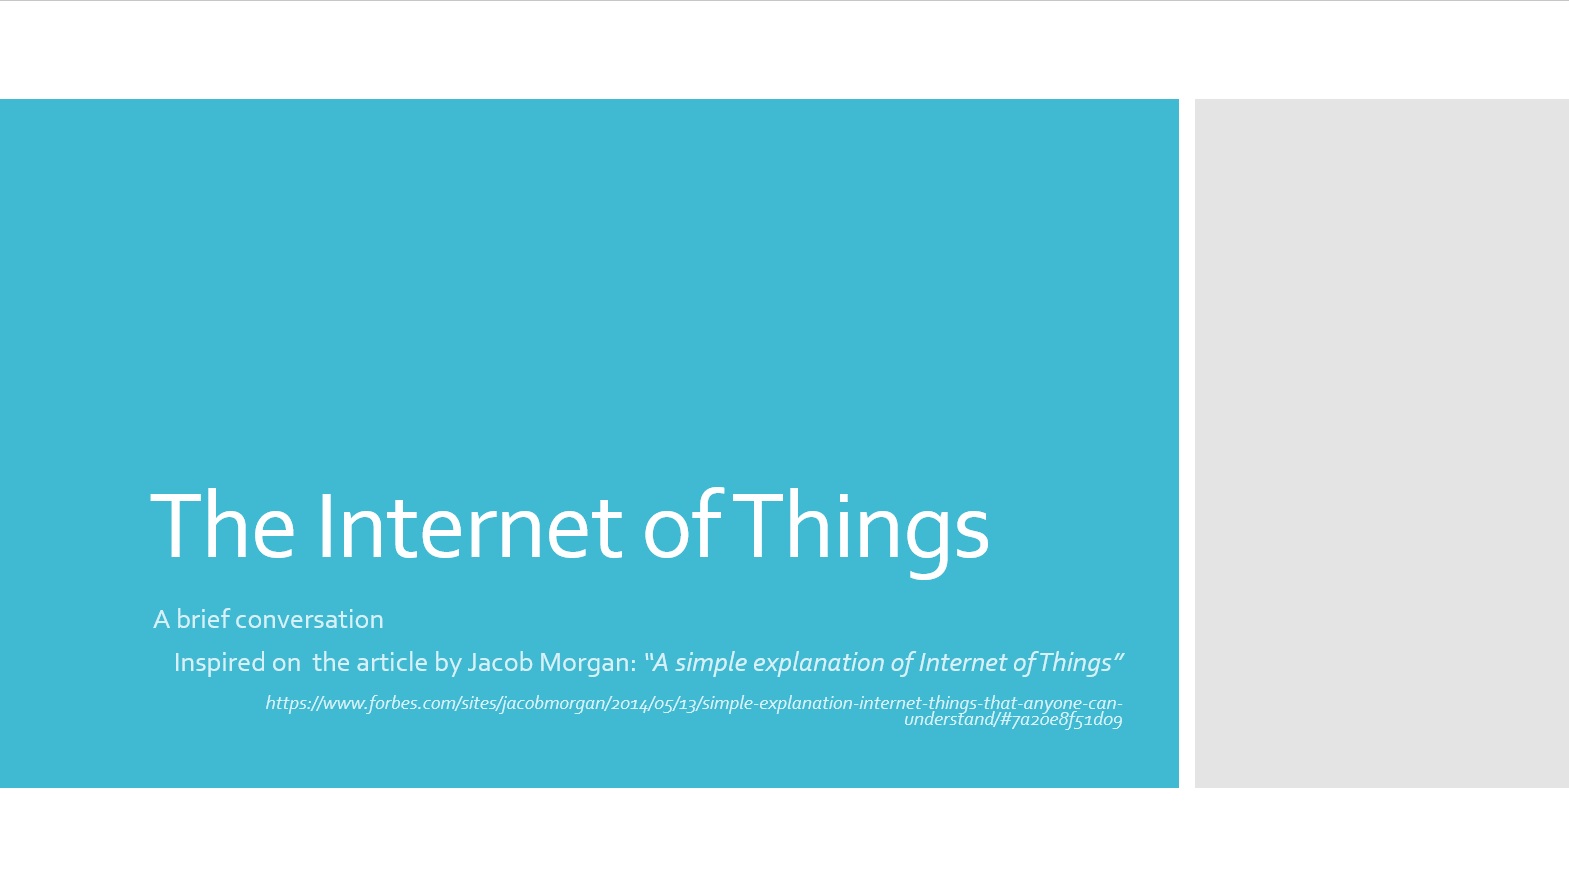 The Internet of Things
A brief conversation
Inspired on  the article by Jacob Morgan: “A simple explanation of Internet of Things”
https://www.forbes.com/sites/jacobmorgan/2014/05/13/simple-explanation-internet-things-that-anyone-can-
understand/#7a20e8f51d09